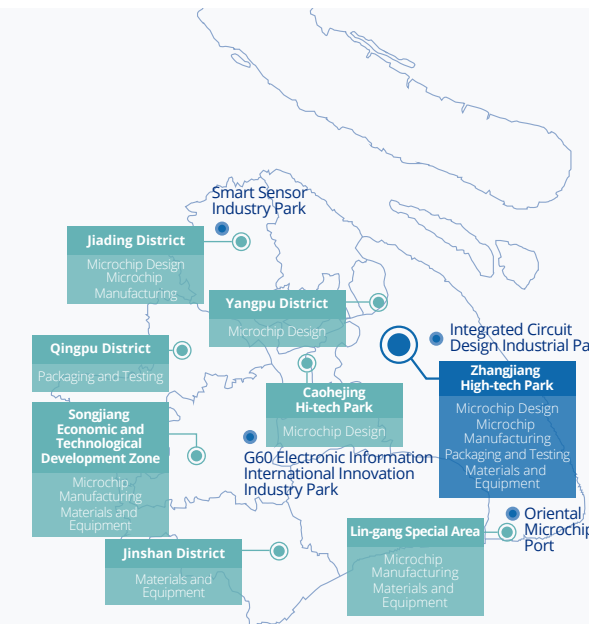 Smart Sensor
Industry Park
Jiading District
Microchip Design
Microchip
Manufacturing
Yangpu District
Microchip Design
Integrated Circuit
Design Industrial Pa
Qingpu District
Packaging and Testing
Zhangjiang
High-tech Park
Microchip Design
Microchip
Manufacturing
Packaging and Testing
Materials and
Equipment
Caohejing
Hi-tech Park
Microchip Design
Songjiang
Economic and
Technological
Development Zone
Microchip
Manufacturing
Materials and
Equipment
G60 Electronic Information
International Innovation
Industry Park
Oriental
Microchip
Port
Lin-gang Special Area
Microchip
Manufacturing
Materials and
Equipment
Jinshan District
Materials and
Equipment